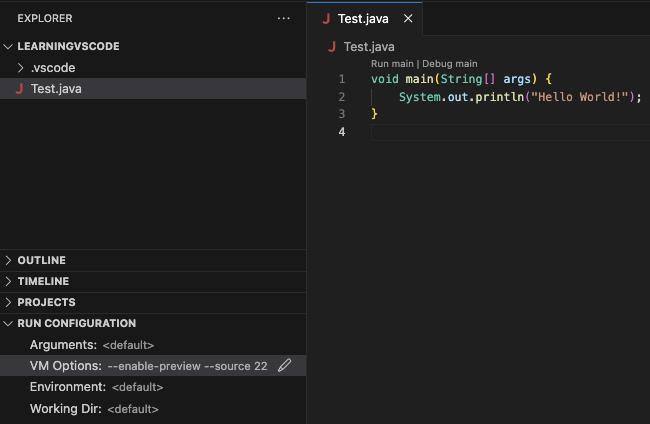 EXPLORER
LEARNINGVSCODE
.vscode
Test.java
OUTLINE
TIMELINE
PROJECTS
RUN CONFIGURATION
Arguments: <default>
VM Options: --enable-preview --source 22
Environment: <default>
Working Dir: <default>
J Test.java
J Test.java
Run main | Debug main
1 void main(String[] args) {
2 System.out.println("Hello World!");
3 }
4